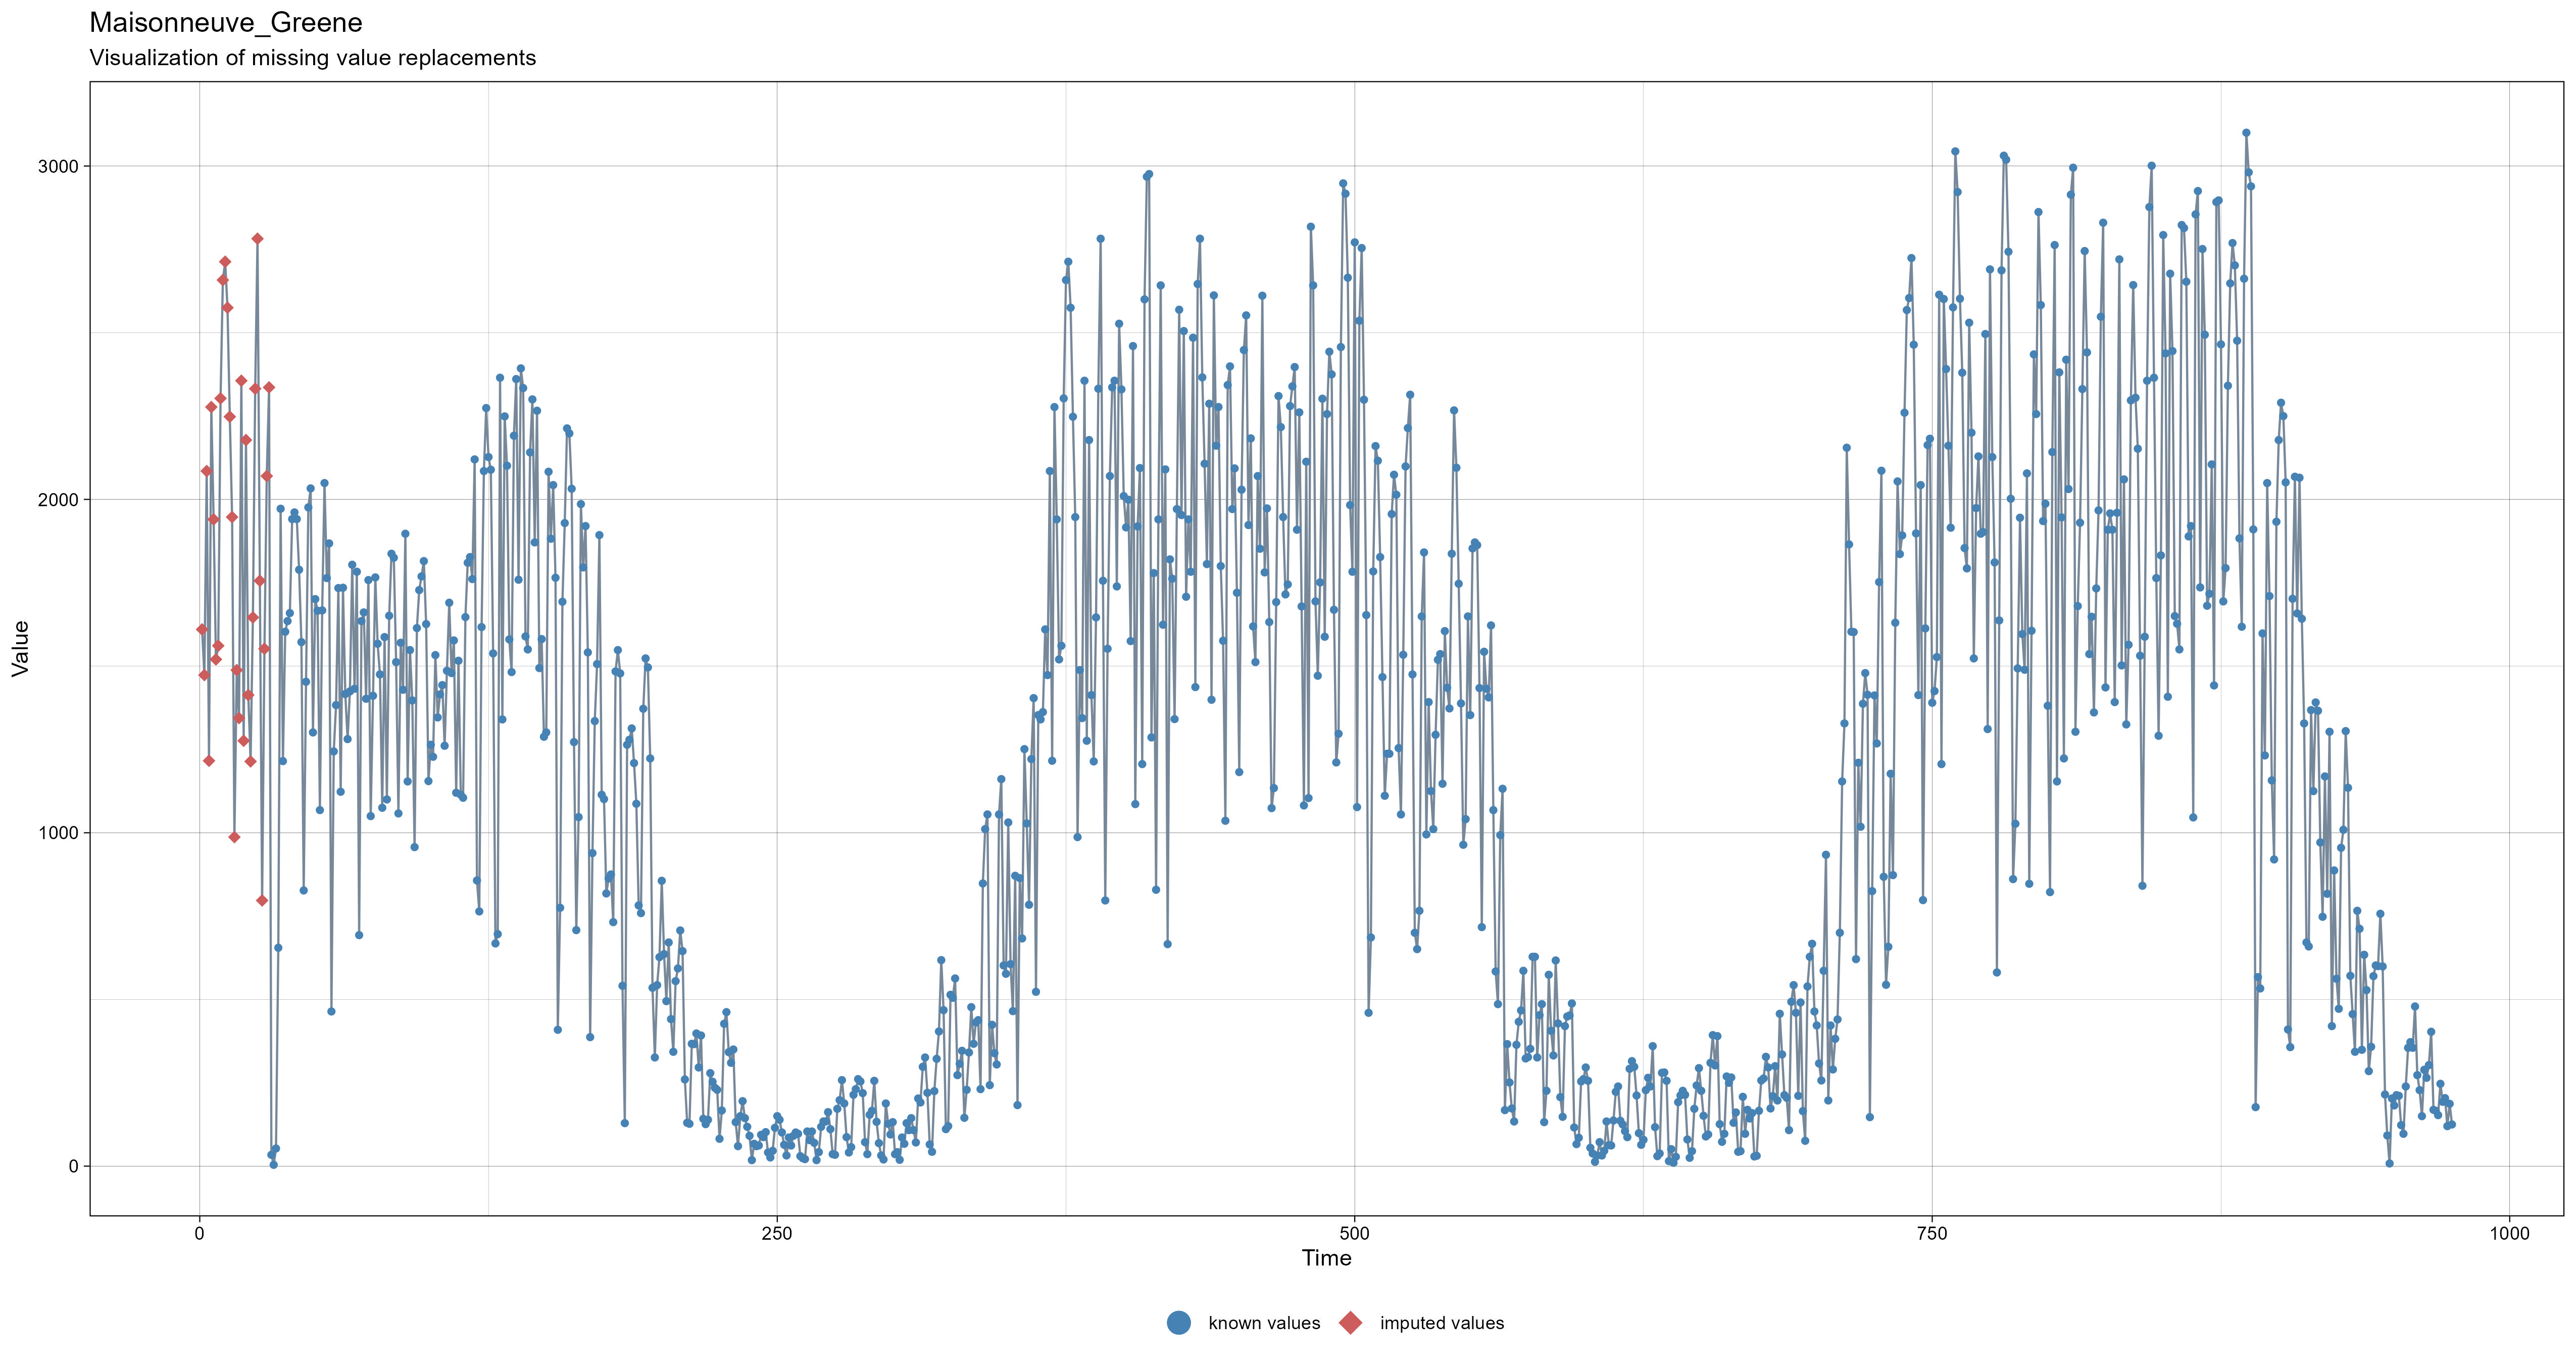 Maisonneuve_Greene
Visualization of missing value replacements
3000
2000
1000
0
Value
0 250 500 750 1000
Time
known values imputed values